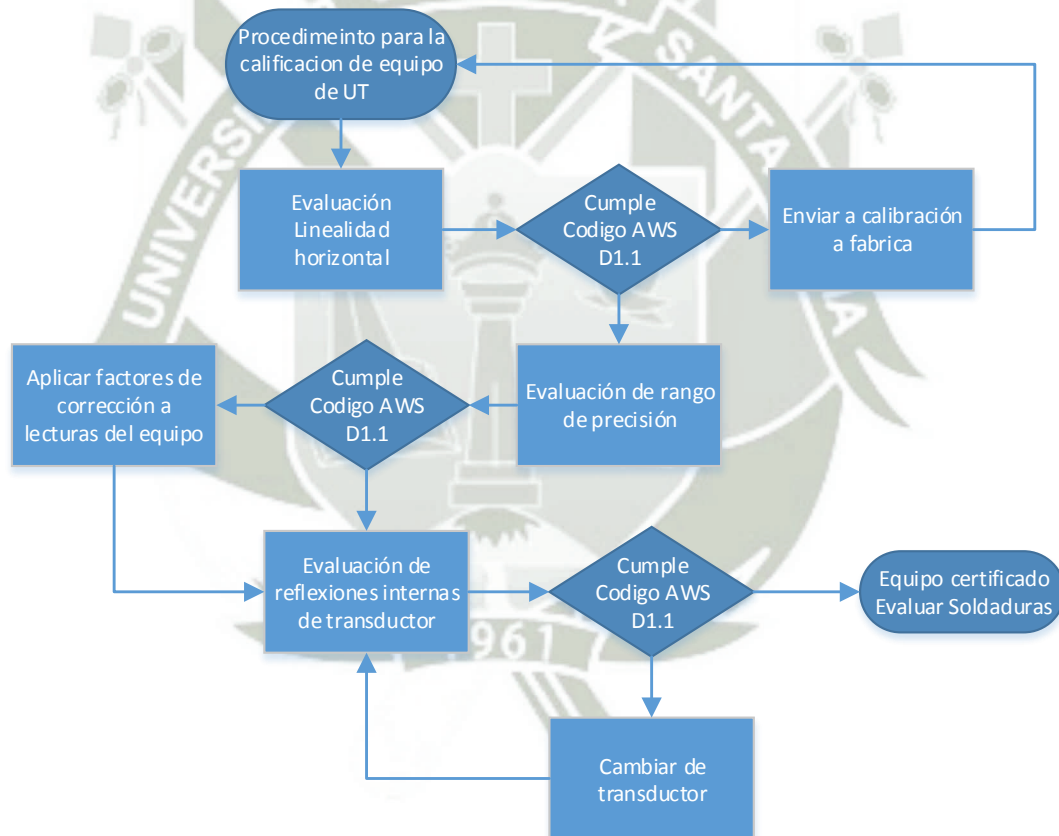 Procedimeinto para la
calificacion de equipo
de UT
Evaluación
Linealidad
horizontal
Cumple
Codigo AWS
D1.1
Enviar a calibración
a fabrica
Aplicar factores de
corrección a
lecturas del equipo
Cumple
Codigo AWS
D1.1
Evaluación de rango
de precisión
Evaluación de
reflexiones internas
de transductor
Cumple
Codigo AWS
D1.1
Equipo certificado
Evaluar Soldaduras
Cambiar de
transductor
SANTA
1961